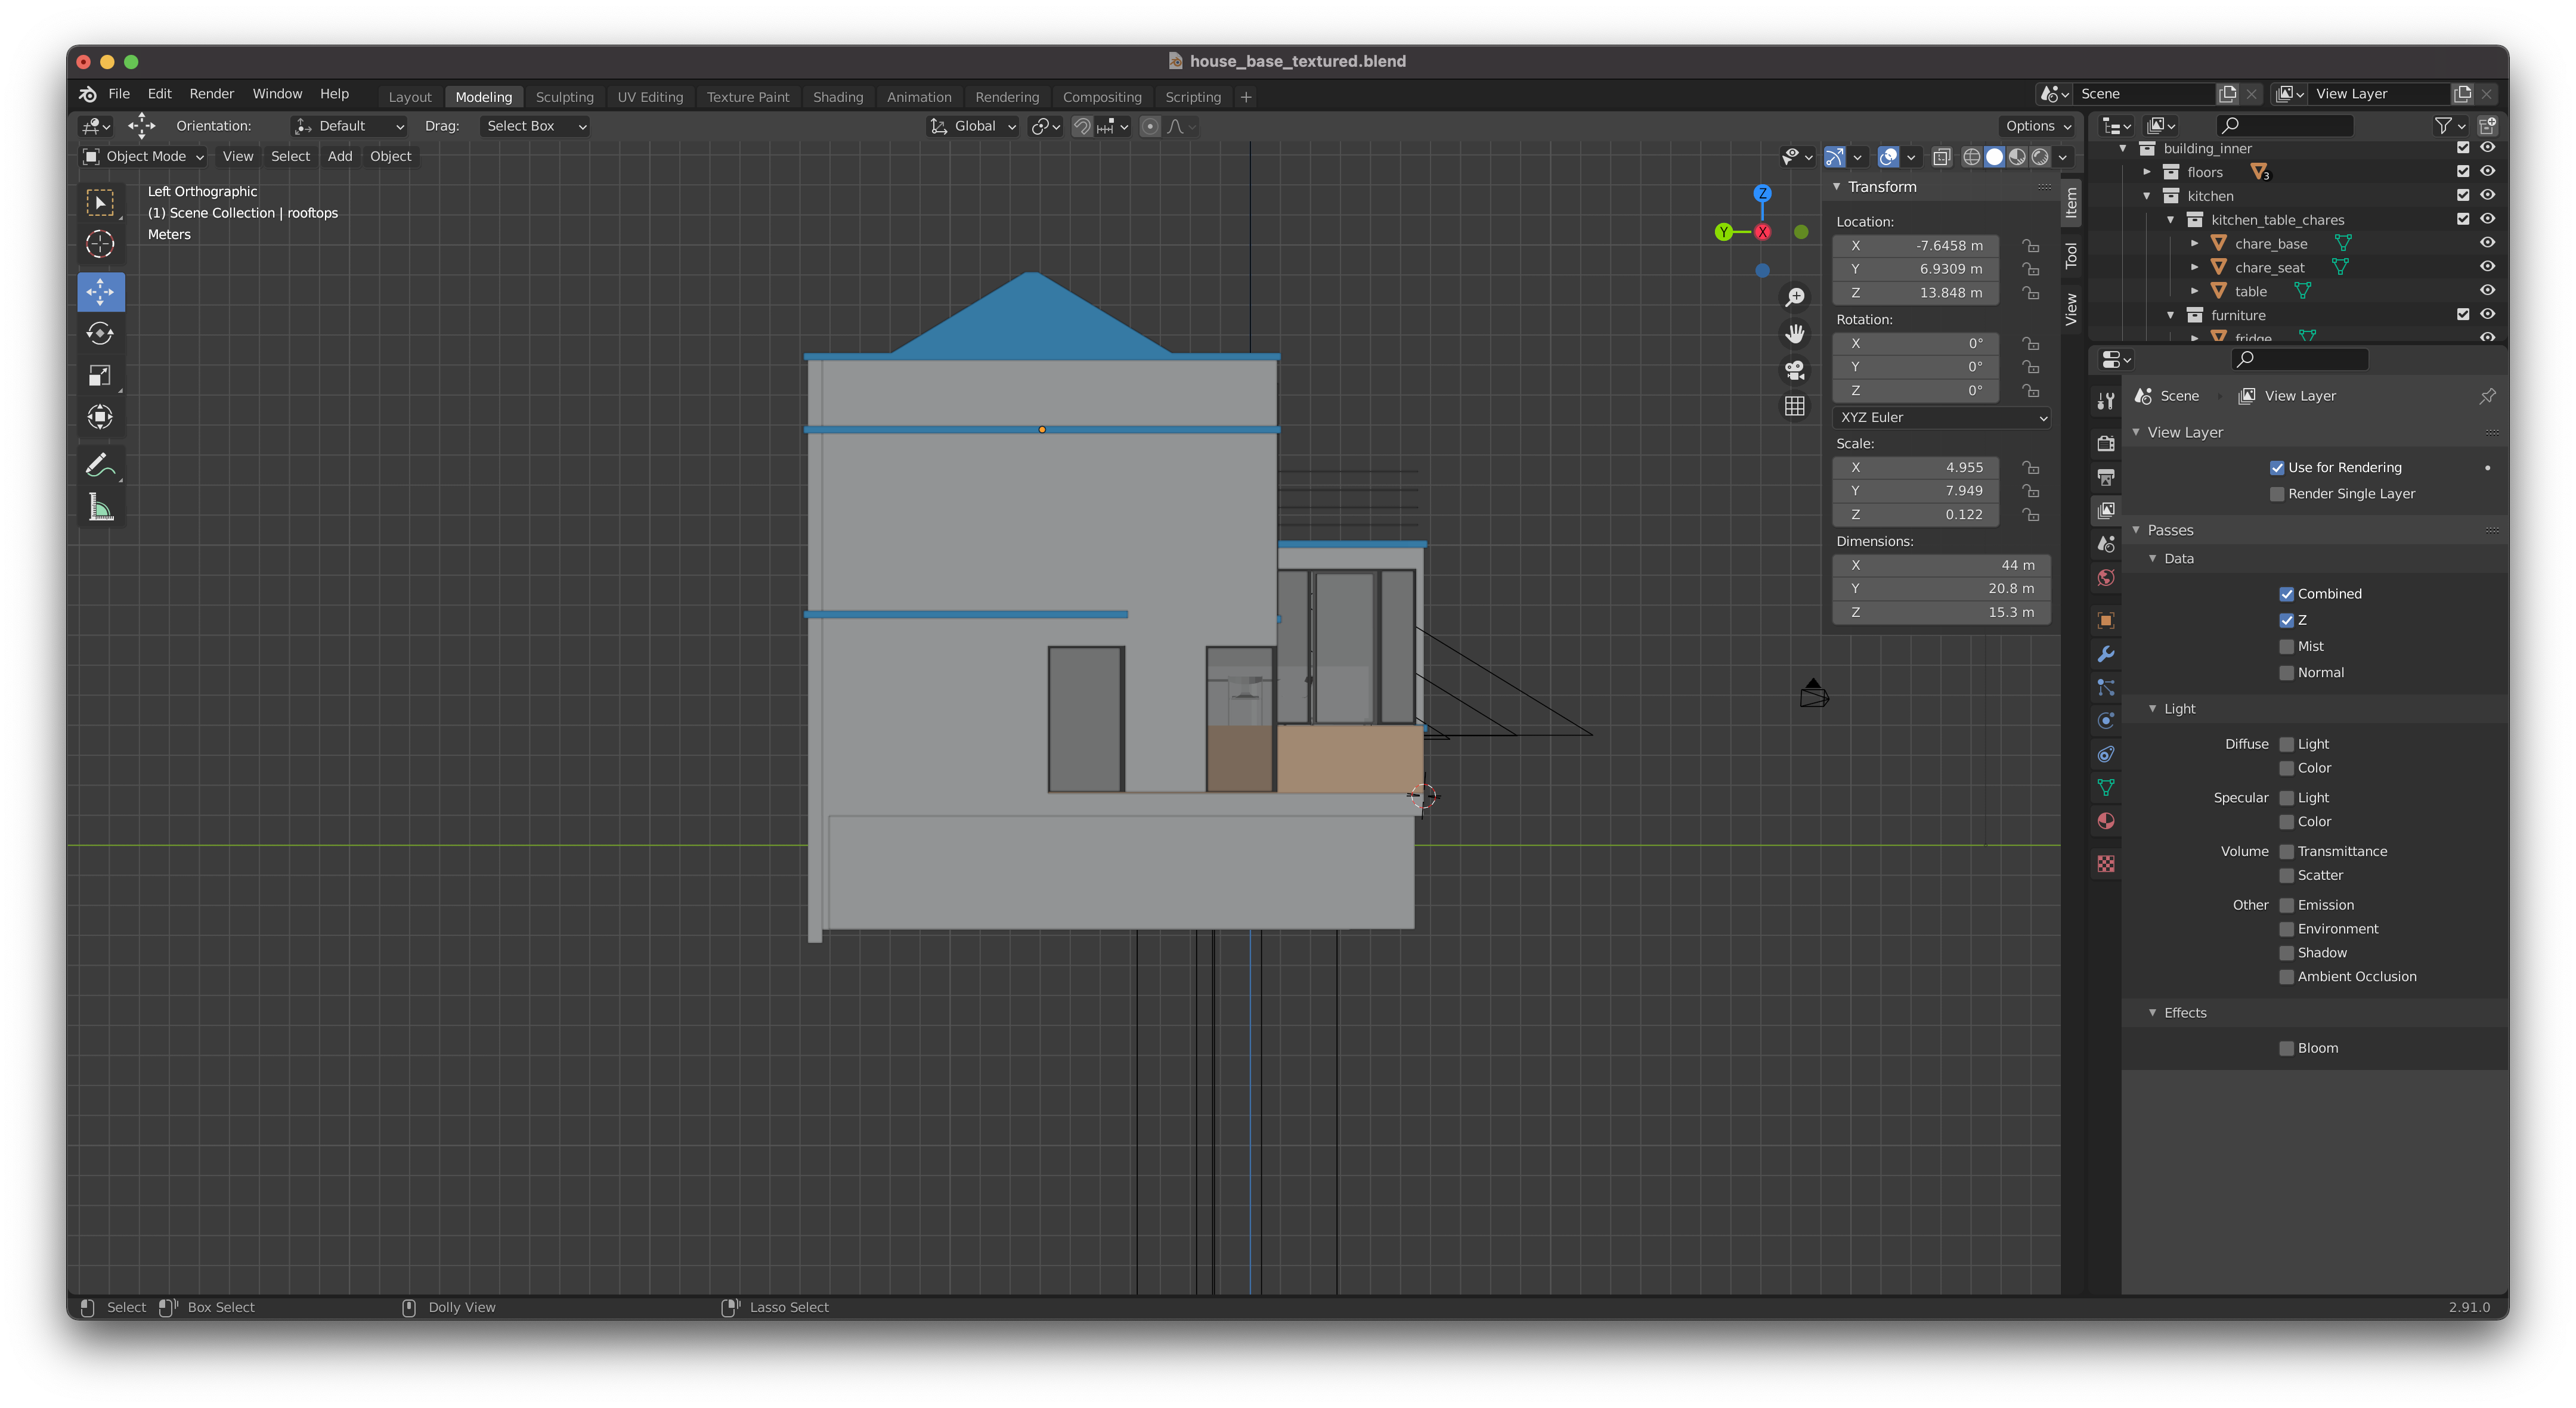 house_base_textured.blend
File Edit Render Window Help Layout Modeling Sculpting UV Editing Texture Paint Shading Animation Rendering Compositing Scripting + Scene View Layer
Orientation: Default Drag: Select Box Global Options
Object Mode View Select Add Object
Left Orthographic
(1) Scene Collection | rooftops
Meters
Z
Y X
Transform
Location:
X -7.6458 m
Y 6.9309 m
Z 13.848 m
Rotation:
X 0°
Y 0°
Z 0°
XYZ Euler
Scale:
X 4.955
Y 7.949
Z 0.122
Dimensions:
X 44 m
Y 20.8 m
Z 15.3 m
Item
Tool
View
building_inner
floors 3
kitchen
kitchen_table_chares
chare_base
chare_seat
table
furniture
fridge
Scene View Layer
View Layer
Use for Rendering
Render Single Layer
Passes
Data
Combined
Z
Mist
Normal
Light
Diffuse Light
Color
Specular Light
Color
Volume Transmittance
Scatter
Other Emission
Environment
Shadow
Ambient Occlusion
Effects
Bloom
Select Box Select Dolly View Lasso Select 2.91.0